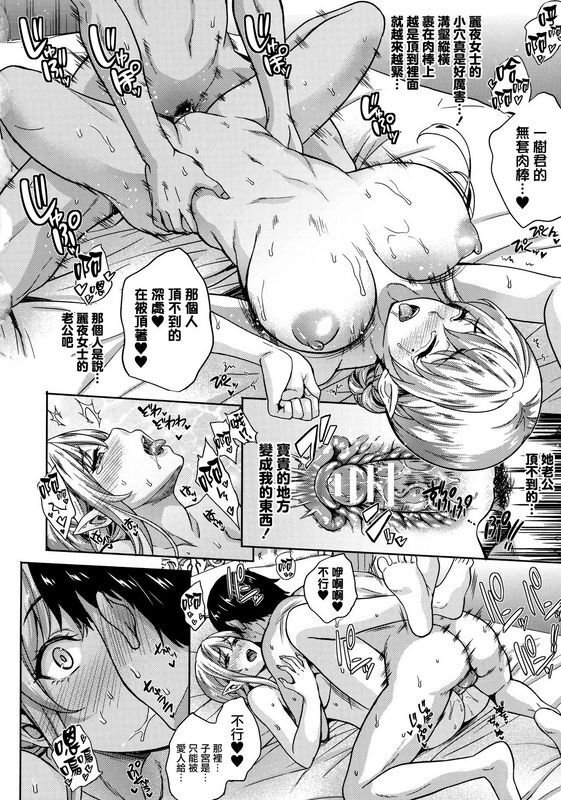 麗夜女士的
小穴真是好厲害…
溝壑縱橫
裹在肉棒上
越是頂到裡面
就越來越緊…
一樹君的
無套肉棒…♥
那個人
頂不到的
深處♥
在被頂著♥
那個人是說…
麗夜女士的
老公吧
她老公
頂不到的…
寶貴的地方
變成我的東西！
咿啊啊♥
不行♥
不行♥
那裡…
子宮是…
只能被
愛人給…